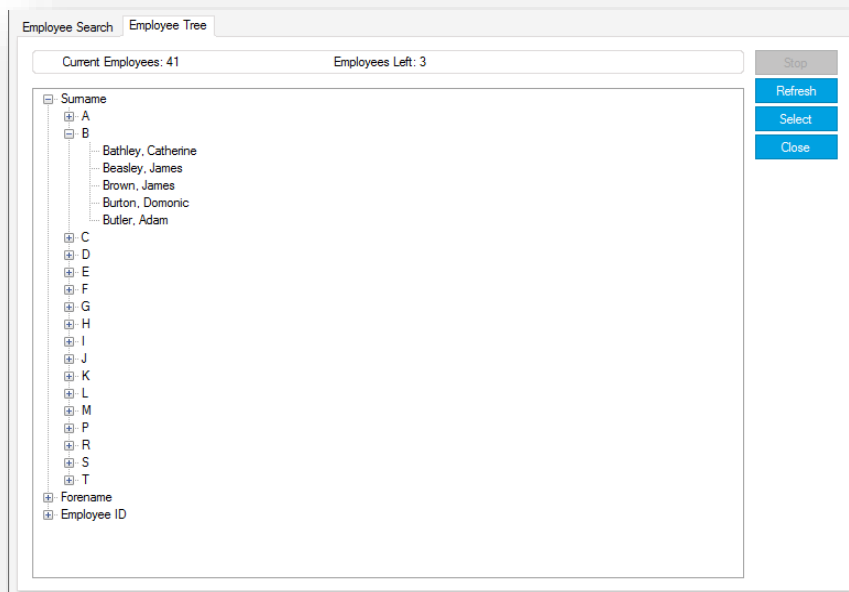 Employee Search Employee Tree
Current Employees: 41 Employees Left: 3
Stop
Refresh
Select
Close
Surname
A
B
Bathley, Catherine
Beasley, James
Brown, James
Burton, Domonic
Butler, Adam
C
D
E
F
G
H
I
J
K
L
M
P
R
S
T
Forename
Employee ID